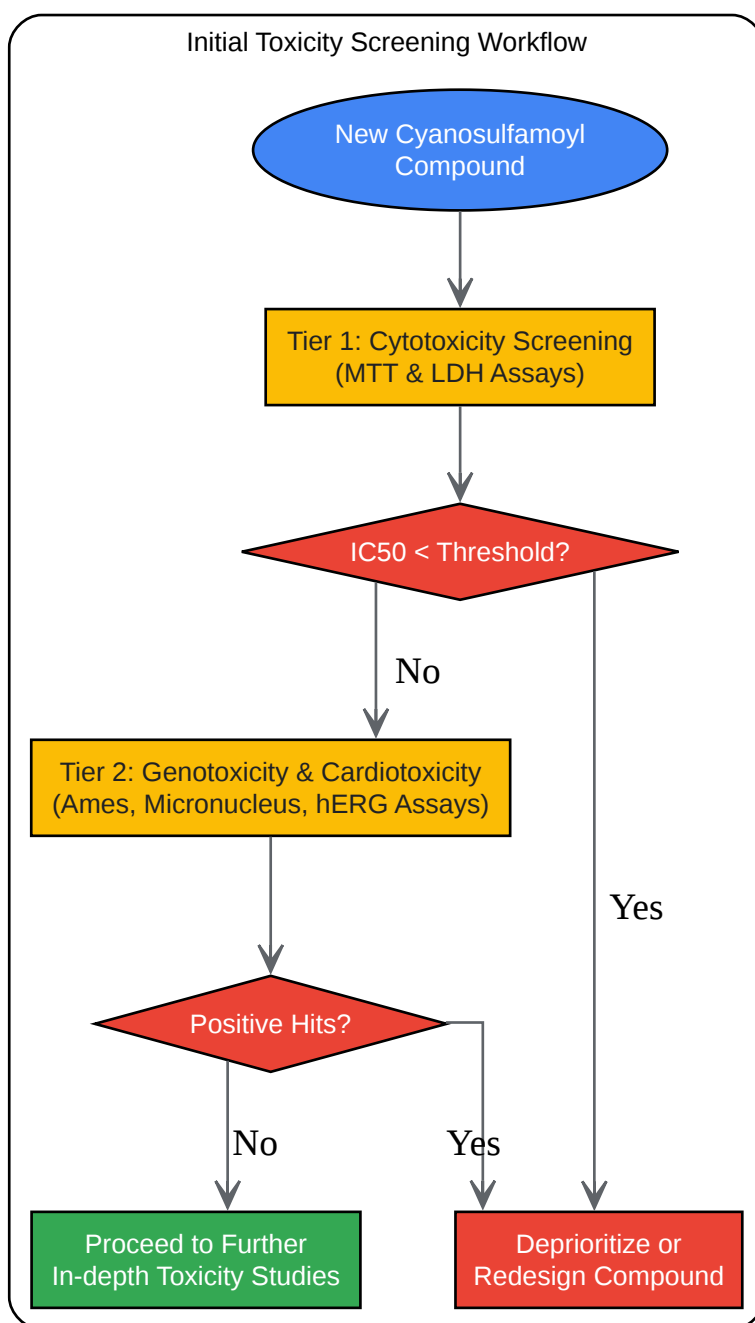 Initial Toxicity Screening Workflow
New Cyanosulfamoyl
Compound
Tier 1: Cytotoxicity Screening
(MTT & LDH Assays)
IC50 < Threshold?
No
Tier 2: Genotoxicity & Cardiotoxicity
(Ames, Micronucleus, hERG Assays)
Yes
Positive Hits?
No
Yes
Proceed to Further
In-depth Toxicity Studies
Deprioritize or
Redesign Compound